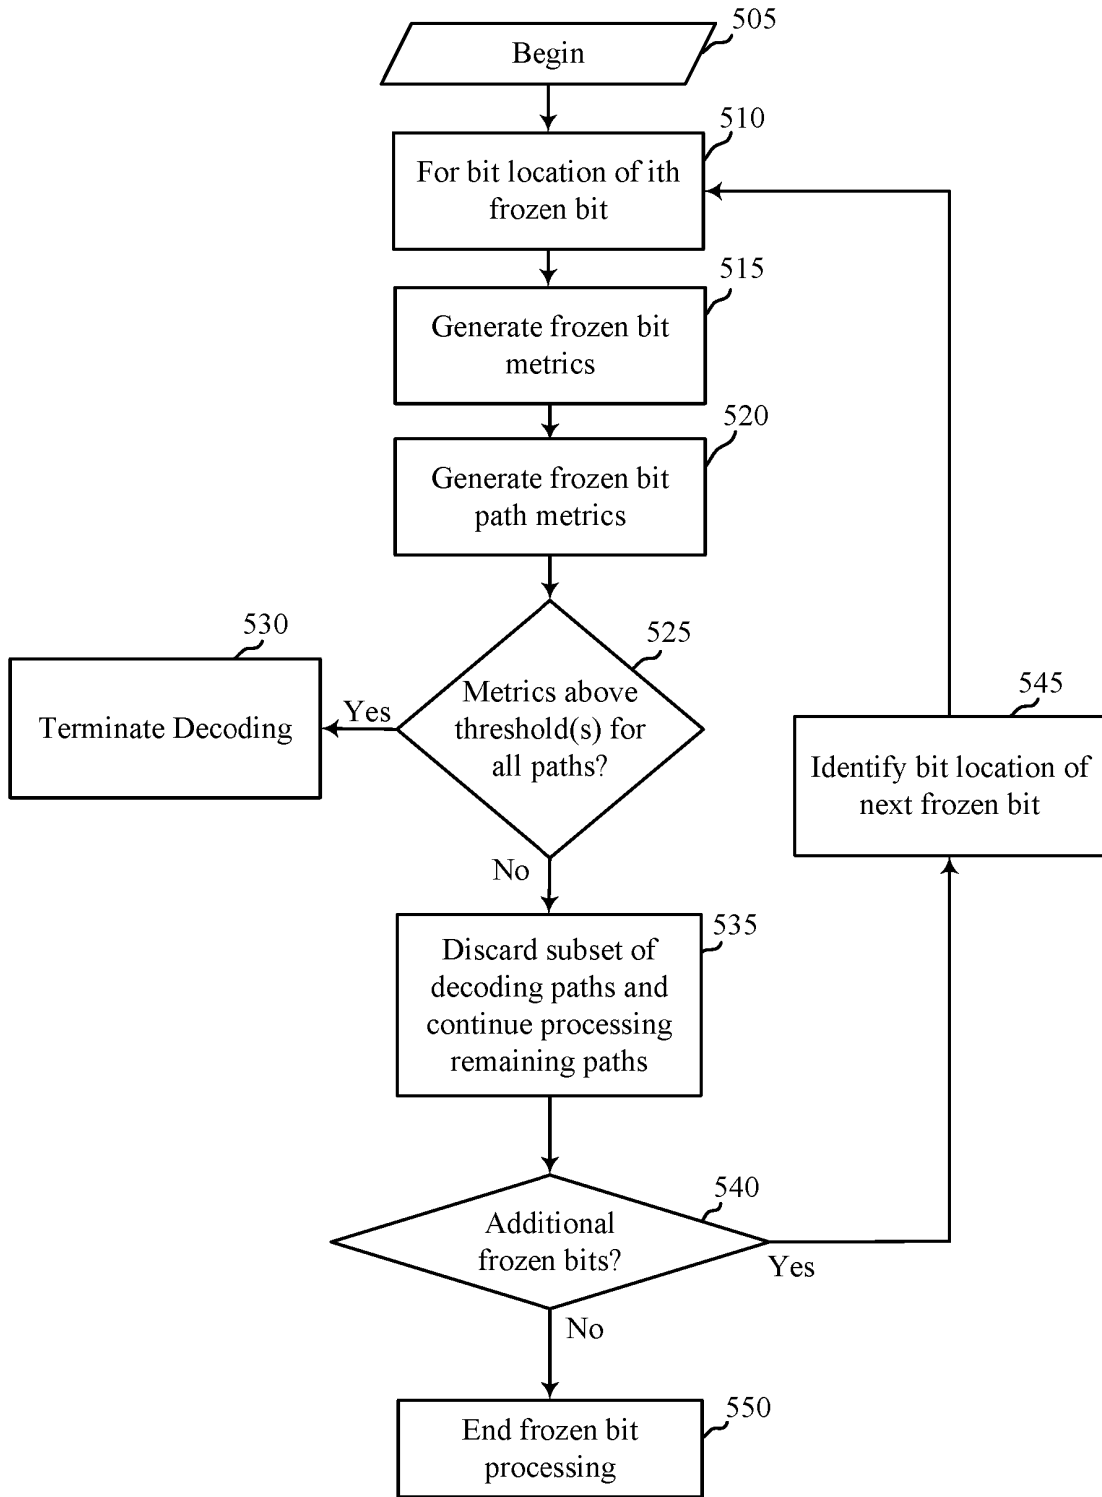 505
Begin
510
For bit location of ith
frozen bit
515
Generate frozen bit
metrics
520
Generate frozen bit
path metrics
525
Metrics above
threshold(s) for
all paths?
530
Yes
Terminate Decoding
545
Identify bit location of
next frozen bit
No
535
Discard subset of
decoding paths and
continue processing
remaining paths
540
Additional
frozen bits?
Yes
No
550
End frozen bit
processing